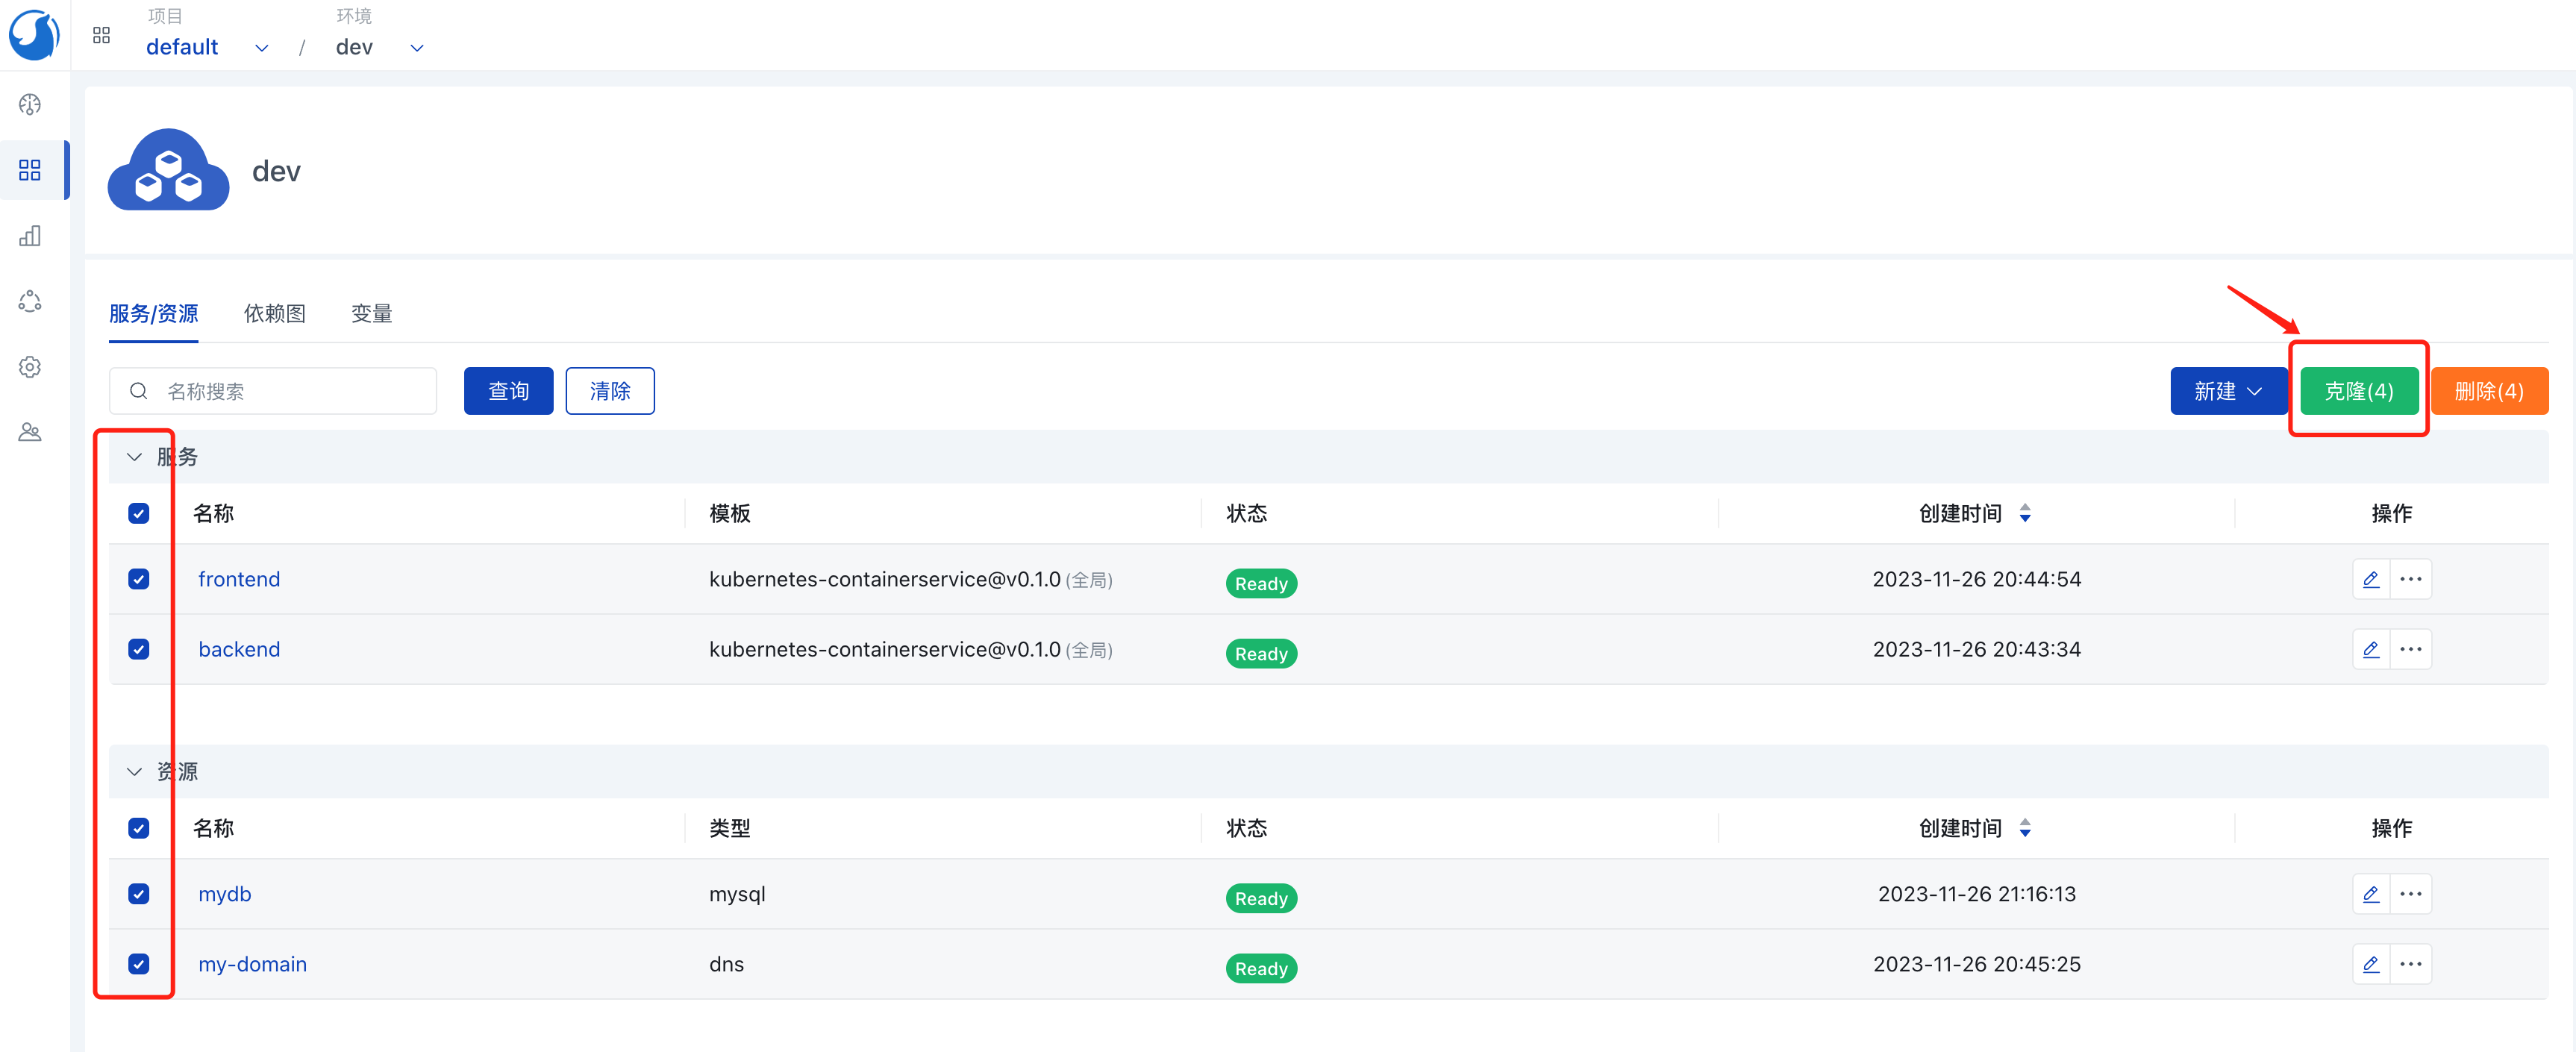 项目 环境
default / dev
dev
服务/资源 依赖图 变量
名称搜索 查询 清除 新建 克隆(4) 删除(4)
服务
名称 模板 状态 创建时间 操作
frontend kubernetes-containerservice@v0.1.0 (全局) Ready 2023-11-26 20:44:54
backend kubernetes-containerservice@v0.1.0 (全局) Ready 2023-11-26 20:43:34
资源
名称 类型 状态 创建时间 操作
mydb mysql Ready 2023-11-26 21:16:13
my-domain dns Ready 2023-11-26 20:45:25